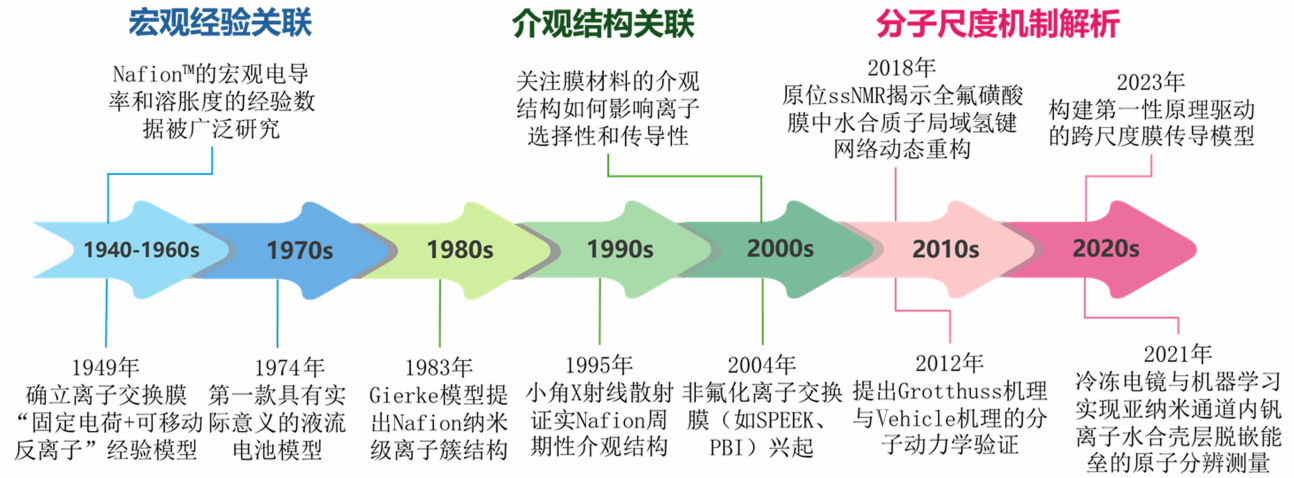 宏观经验关联
介观结构关联
分子尺度机制解析
Nafion™的宏观电导
率和溶胀度的经验数
据被广泛研究
关注膜材料的介观
结构如何影响离子
选择性和传导性
2018年
原位ssNMR揭示全氟磺酸
膜中水合质子局域氢键
网络动态重构
2023年
构建第一性原理驱动
的跨尺度膜传导模型
1940-1960s
1970s
1980s
1990s
2000s
2010s
2020s
1949年
确立离子交换膜
“固定电荷+可移动
反离子”经验模型
1974年
第一款具有实
际意义的液流
电池模型
1983年
Gierke模型提
出Nafion纳米
级离子簇结构
1995年
小角X射线散射
证实Nafion周
期性介观结构
2004年
非氟化离子交换
膜（如SPEEK、
PBI）兴起
2012年
提出Grotthuss机理
与Vehicle机理的分
子动力学验证
2021年
冷冻电镜与机器学习
实现亚纳米通道内钒
离子水合壳层脱嵌能
垒的原子分辨测量